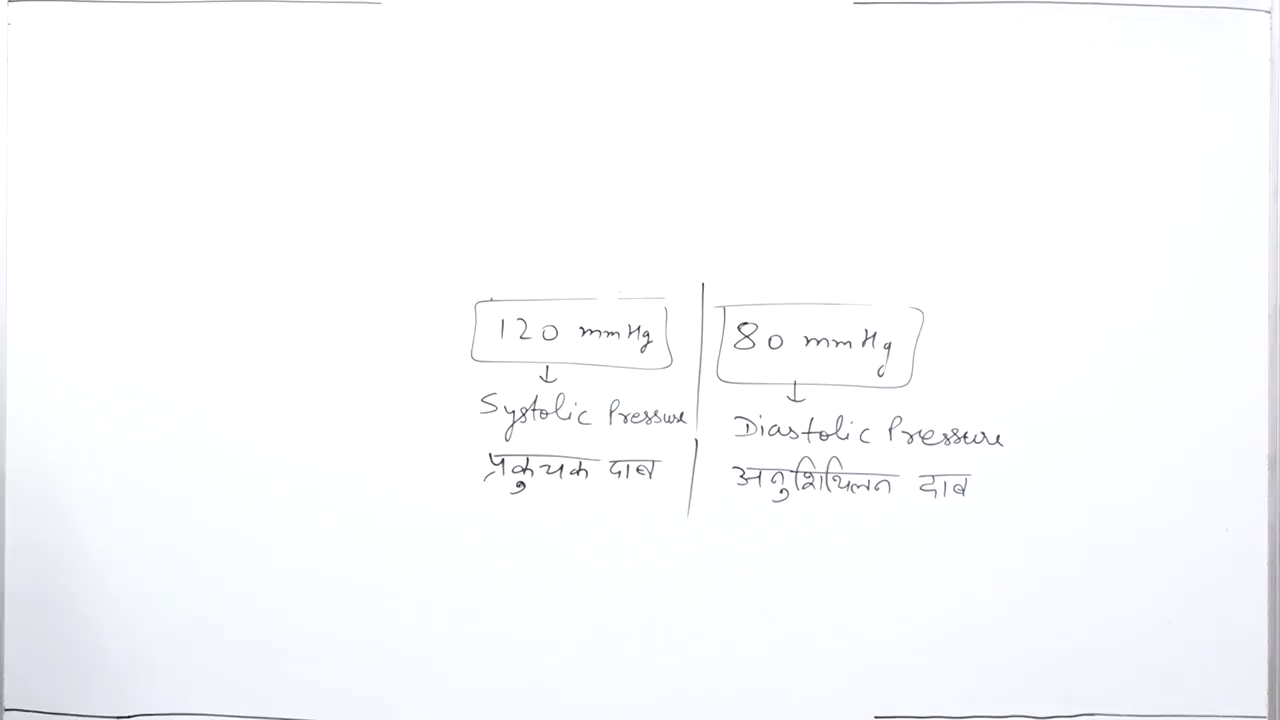 120 mmHg
↓
Systolic Pressure
प्रकुचक दाब
80 mmHg
↓
Diastolic Pressure
अनुशिथिलन दाब